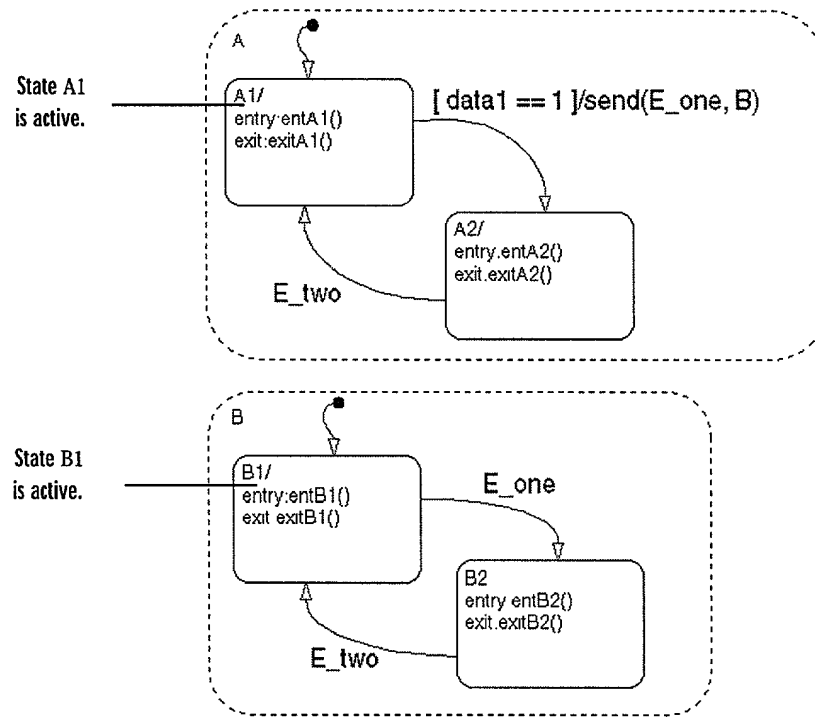 A
State A1
is active.
A1/
entry:entA1()
exit:exitA1()
[ data1 == 1 ]/send(E_one, B)
A2/
entry.entA2()
exit.exitA2()
E_two
B
State B1
is active.
B1/
entry:entB1()
exit exitB1()
E_one
B2
entry entB2()
exit.exitB2()
E_two